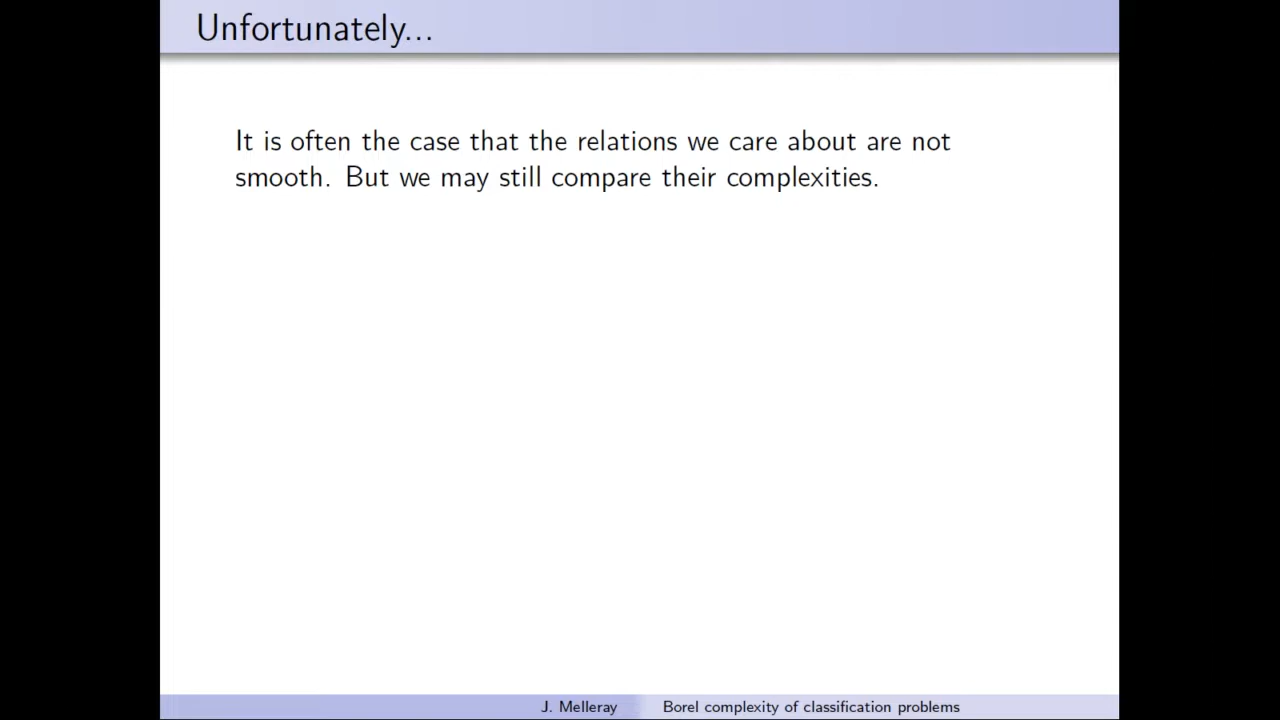 Unfortunately...
It is often the case that the relations we care about are not
smooth. But we may still compare their complexities.
J. Melleray
Borel complexity of classification problems